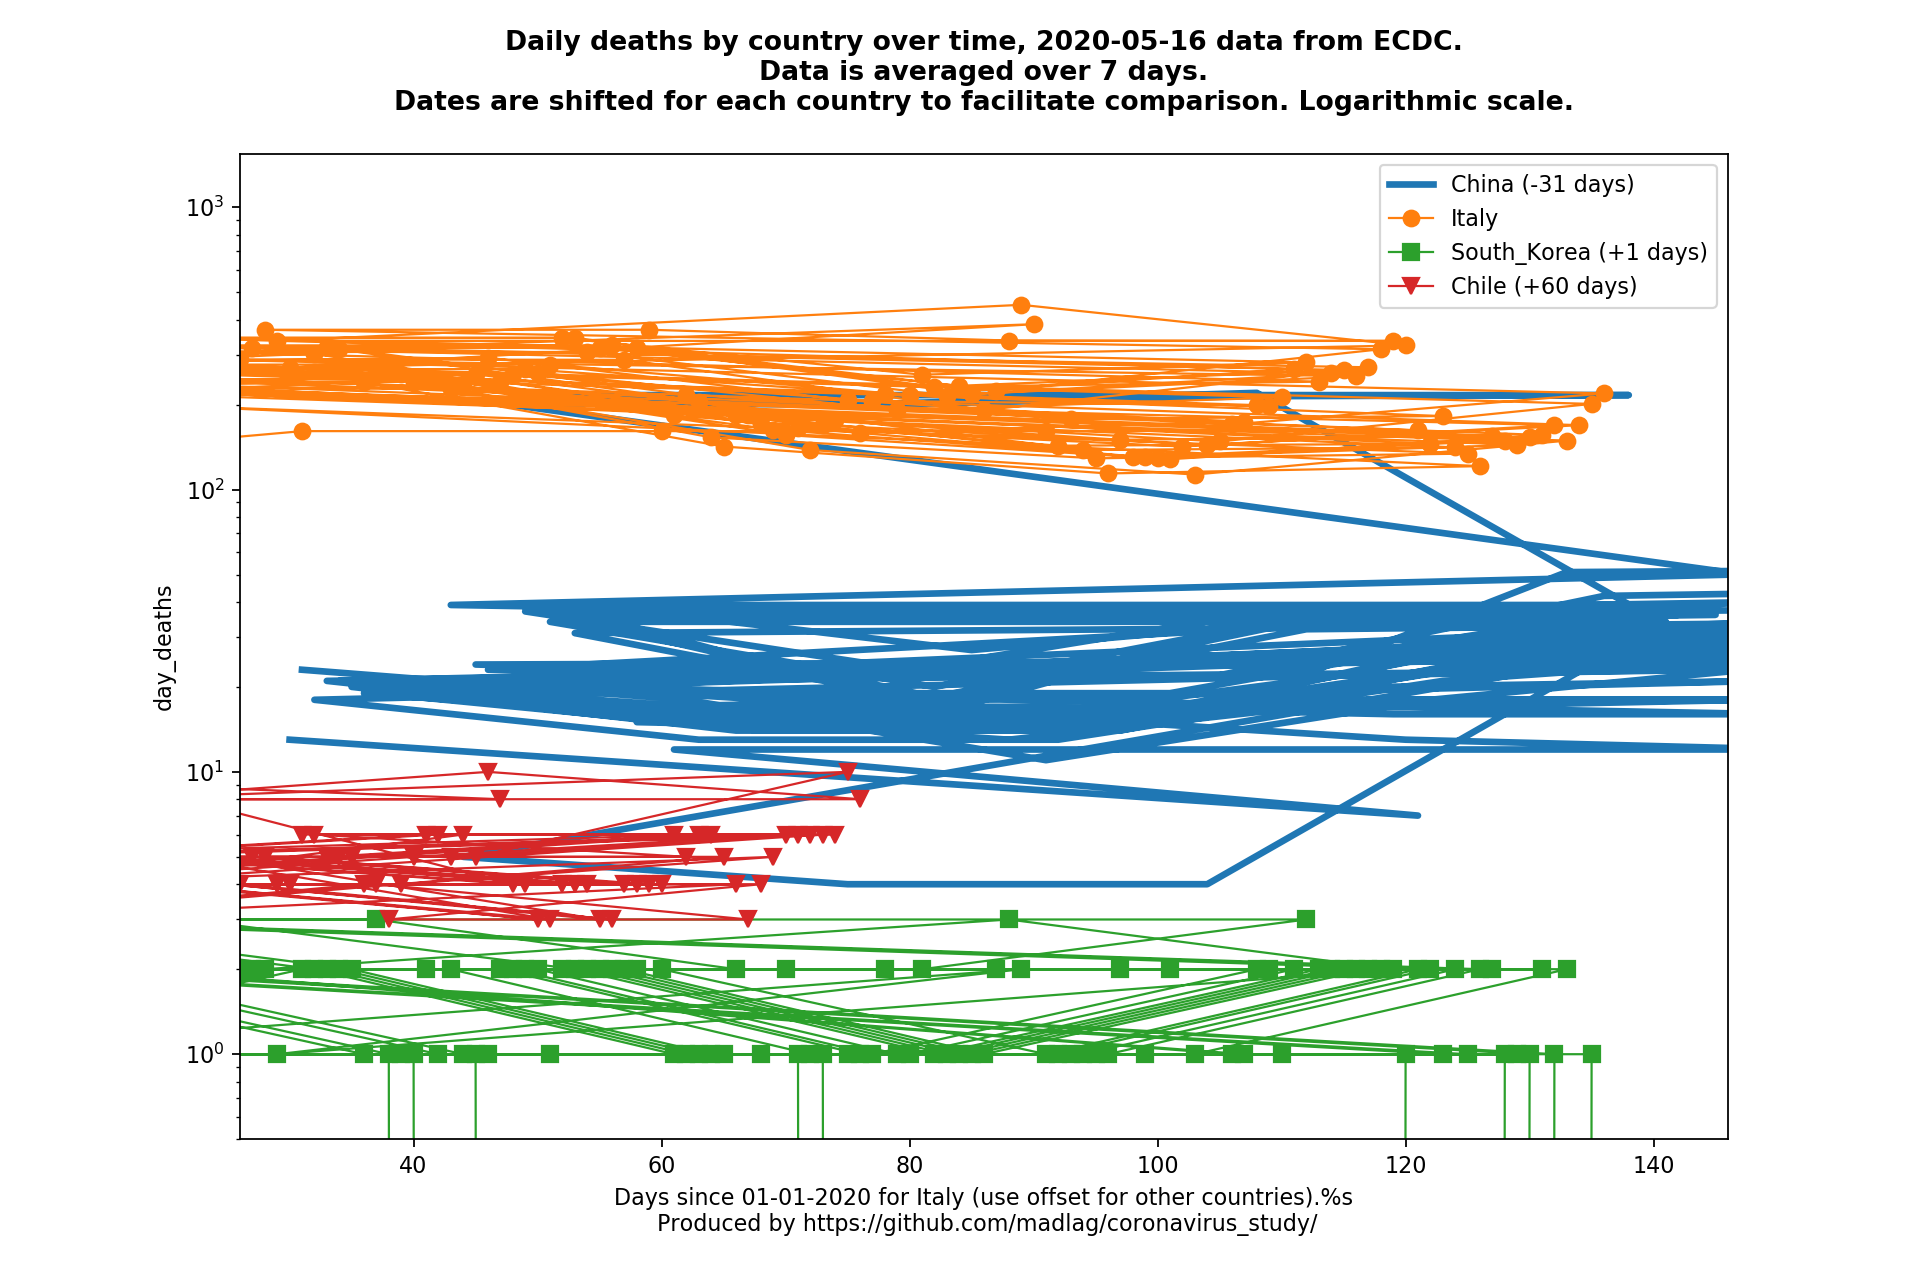 Daily deaths by country over time, 2020-05-16 data from ECDC.
Data is averaged over 7 days.
Dates are shifted for each country to facilitate comparison. Logarithmic scale.
China (-31 days)
Italy
South_Korea (+1 days)
Chile (+60 days)
day_deaths
10³
10²
10¹
10⁰
40 60 80 100 120 140
Days since 01-01-2020 for Italy (use offset for other countries).%s
Produced by https://github.com/madlag/coronavirus_study/